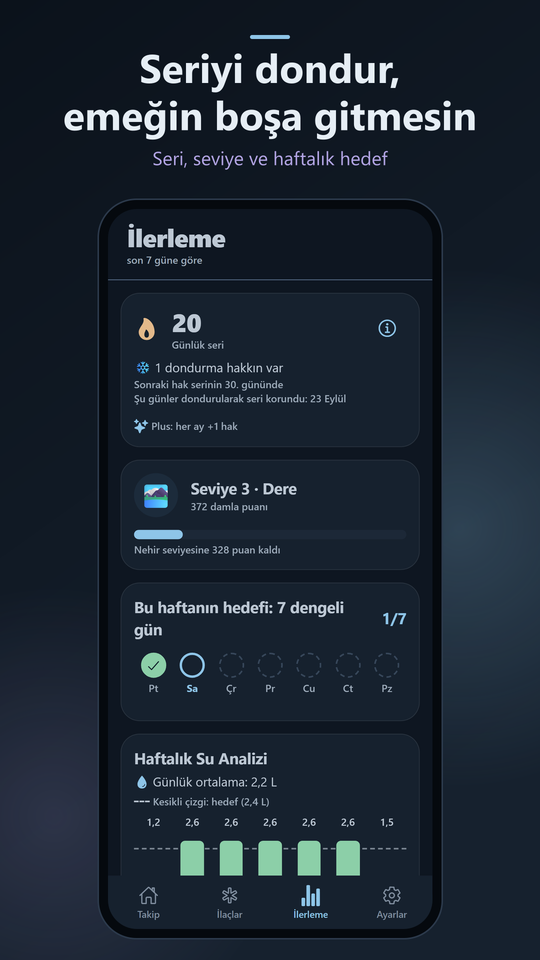 Seriyi dondur,
emeğin boşa gitmesin
Seri, seviye ve haftalık hedef
İlerleme
son 7 güne göre
20
Günlük seri
1 dondurma hakkın var
Sonraki hak serinin 30. gününde
Şu günler dondurularak seri korundu: 23 Eylül
Plus: her ay +1 hak
Seviye 3 · Dere
372 damla puanı
Nehir seviyesine 328 puan kaldı
Bu haftanın hedefi: 7 dengeli
gün
1/7
Pt Sa Çr Pr Cu Ct Pz
Haftalık Su Analizi
Günlük ortalama: 2,2 L
Kesikli çizgi: hedef (2,4 L)
1,2 2,6 2,6 2,6 2,6 2,6 1,5
Takip İlaçlar İlerleme Ayarlar